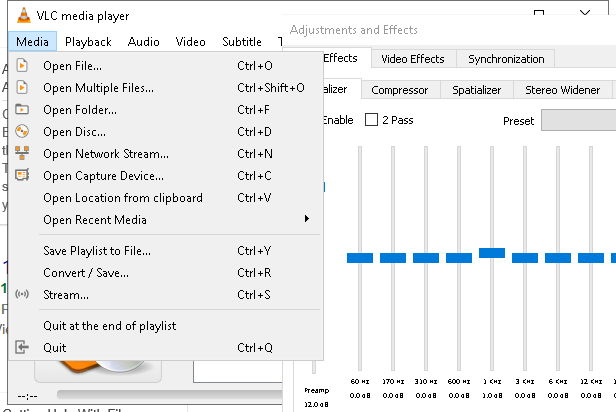 VLC media player
Adjustments and Effects
Media Playback Audio Video Subtitle T
Effects Video Effects Synchronization
Open File... Ctrl+O
Open Multiple Files... Ctrl+Shift+O
alizer Compressor Spatializer Stereo Widener
Open Folder... Ctrl+F
Enable 2 Pass Preset
Open Disc... Ctrl+D
Open Network Stream... Ctrl+N
Open Capture Device... Ctrl+C
Open Location from clipboard Ctrl+V
Open Recent Media
Save Playlist to File... Ctrl+Y
Convert / Save... Ctrl+R
Stream... Ctrl+S
Quit at the end of playlist
Quit Ctrl+Q
60 Hz 170 Hz 310 Hz 600 Hz 1 KHz 3 KHz 6 KHz 12 KHz
Preamp 0.0 dB 0.0 dB 0.0 dB 0.0 dB 1.0 dB 0.0 dB 0.0 dB 0.0 dB
12.0 dB
--:--